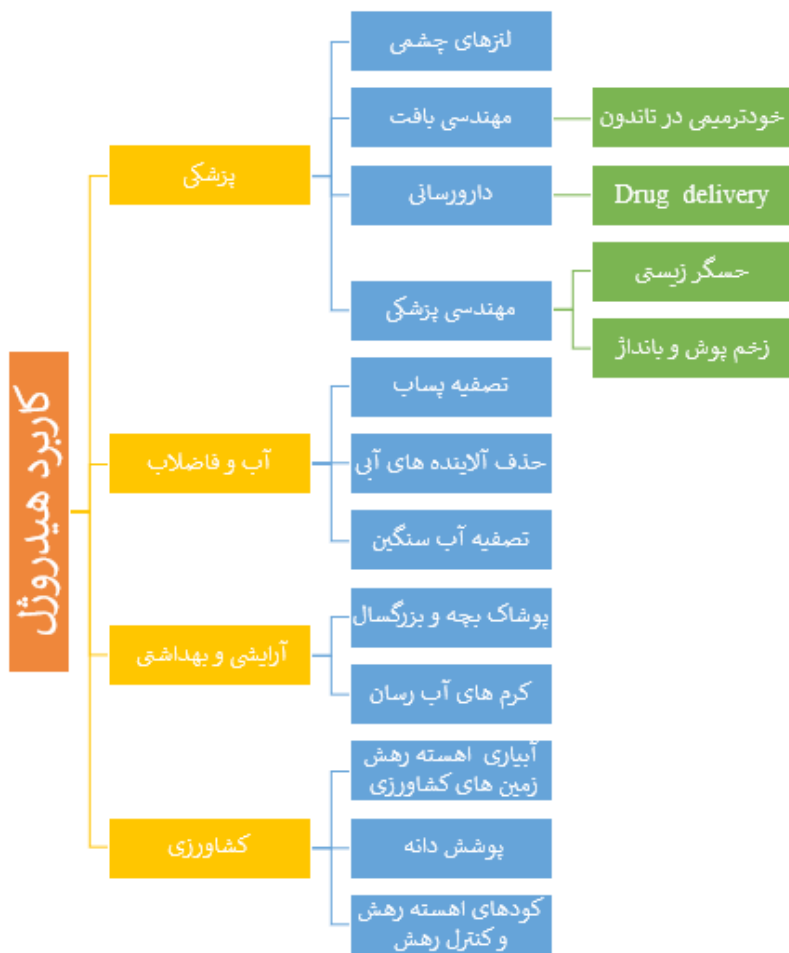 کاربرد هیدروژل
پزشکی
لنزهای چشمی
مهندسی بافت
خودترمیمی در تاندون
دارورسانی
Drug delivery
مهندسی پزشکی
حسگر زیستی
زخم پوش و بانداژ
آب و فاضلاب
تصفیه پساب
حذف آلاینده های آبی
تصفیه آب سنگین
آرایشی و بهداشتی
پوشاک بچه و بزرگسال
کرم های آب رسان
کشاورزی
آبیاری اهسته رهش
زمین های کشاورزی
پوشش دانه
کودهای اهسته رهش
و کنترل رهش